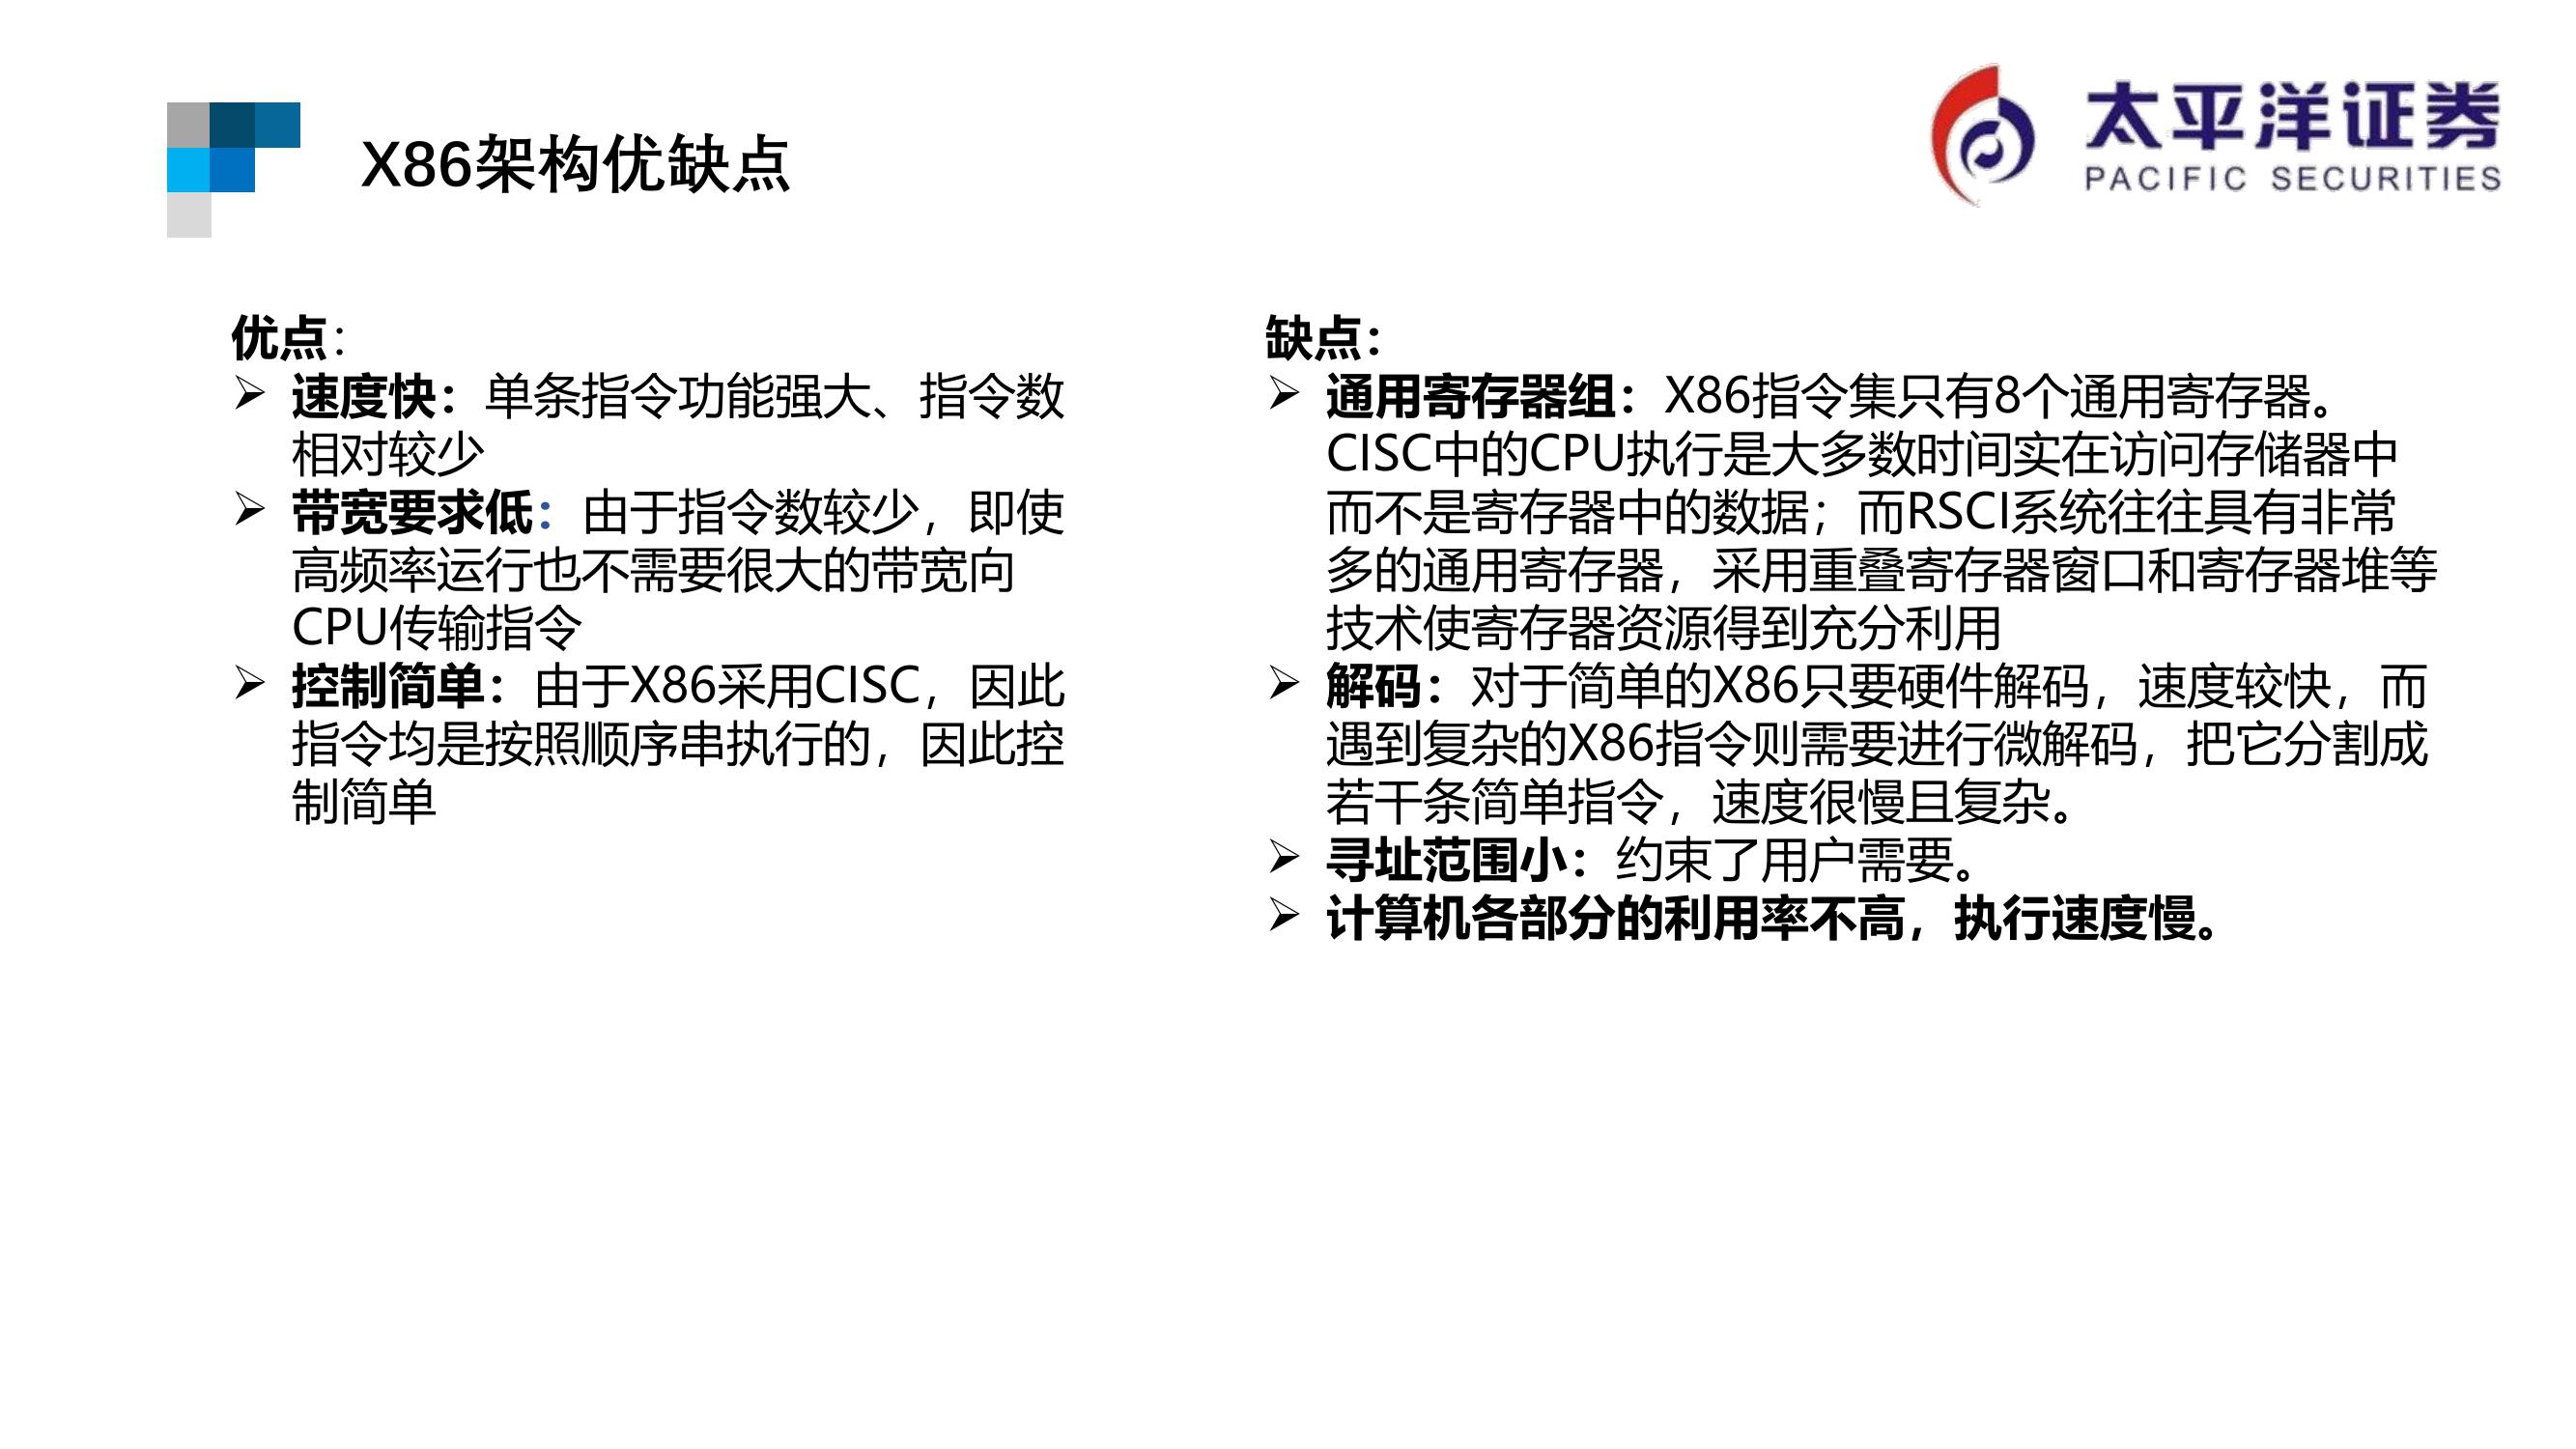 X86架构优缺点
太平洋证券
PACIFIC SECURITIES
优点：
➢ 速度快：单条指令功能强大、指令数
相对较少
➢ 带宽要求低：由于指令数较少，即使
高频率运行也不需要很大的带宽向
CPU传输指令
➢ 控制简单：由于X86采用CISC，因此
指令均是按照顺序串执行的，因此控
制简单
缺点：
➢ 通用寄存器组：X86指令集只有8个通用寄存器。
CISC中的CPU执行是大多数时间实在访问存储器中
而不是寄存器中的数据；而RSCI系统往往具有非常
多的通用寄存器，采用重叠寄存器窗口和寄存器堆等
技术使寄存器资源得到充分利用
➢ 解码：对于简单的X86只要硬件解码，速度较快，而
遇到复杂的X86指令则需要进行微解码，把它分割成
若干条简单指令，速度很慢且复杂。
➢ 寻址范围小：约束了用户需要。
➢ 计算机各部分的利用率不高，执行速度慢。